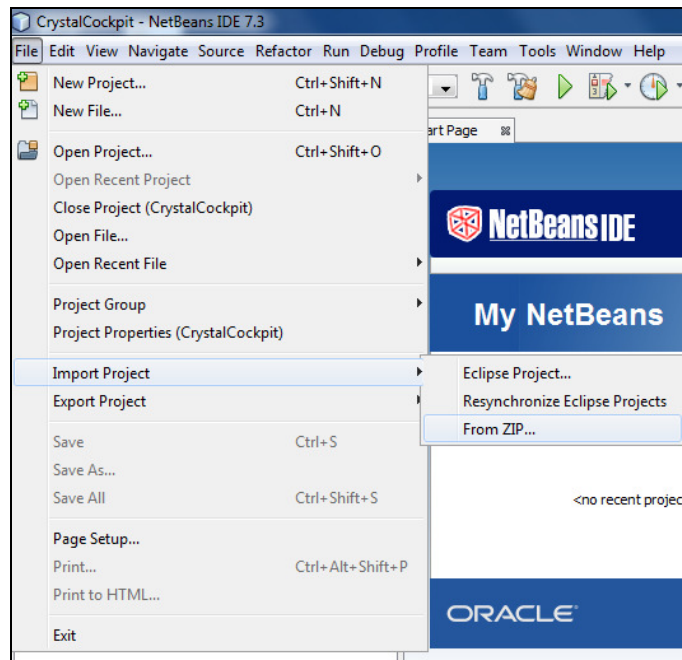 CrystalCockpit - NetBeans IDE 7.3
File Edit View Navigate Source Refactor Run Debug Profile Team Tools Window Help
New Project... Ctrl+Shift+N
New File... Ctrl+N
art Page
Open Project... Ctrl+Shift+O
Open Recent Project
Close Project (CrystalCockpit)
Open File...
NetBeans IDE
Open Recent File
Project Group
My NetBeans
Project Properties (CrystalCockpit)
Import Project
Eclipse Project...
Export Project
Resynchronize Eclipse Projects
From ZIP...
Save Ctrl+S
Save As...
Save All Ctrl+Shift+S
<no recent projec
Page Setup...
Print... Ctrl+Alt+Shift+P
Print to HTML...
ORACLE
Exit